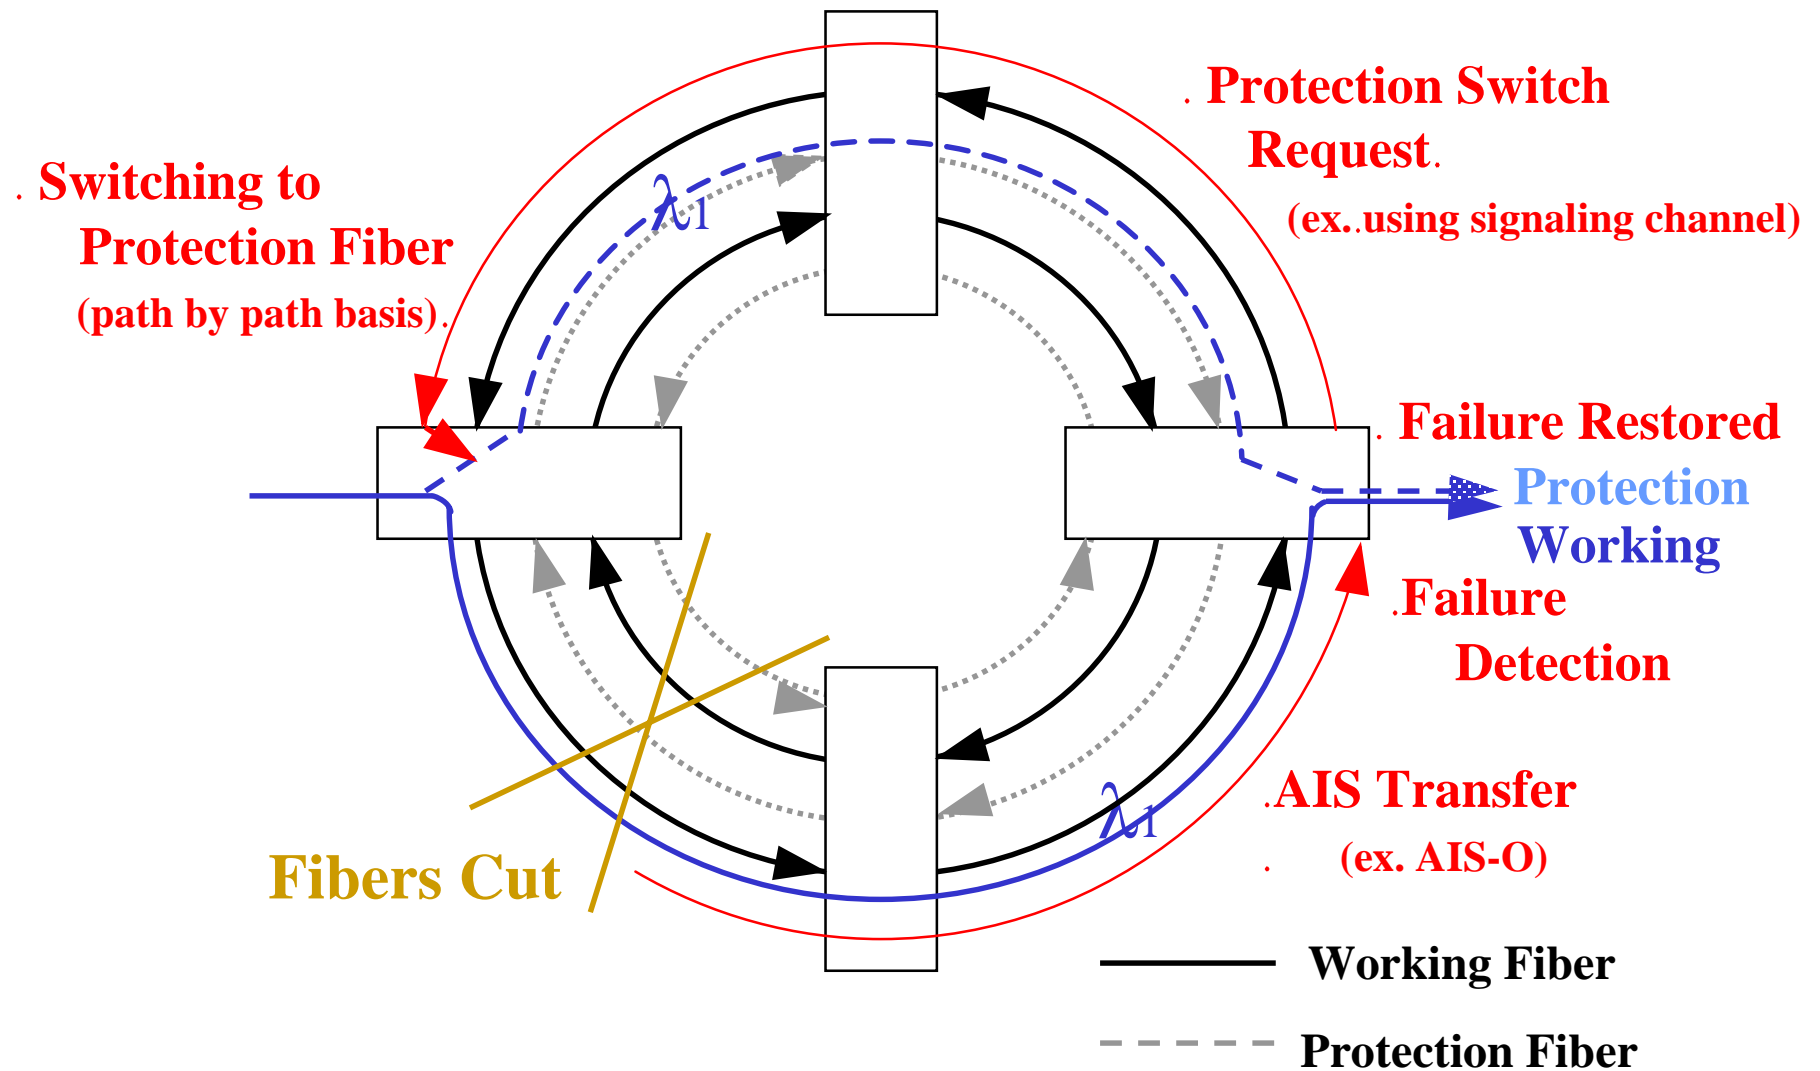 . Protection Switch
Request.
(ex..using signaling channel)
. Switching to
Protection Fiber
(path by path basis).
λ1
. Failure Restored
Protection
Working
.Failure
Detection
.AIS Transfer
. (ex. AIS-O)
λ1
Fibers Cut
Working Fiber
Protection Fiber